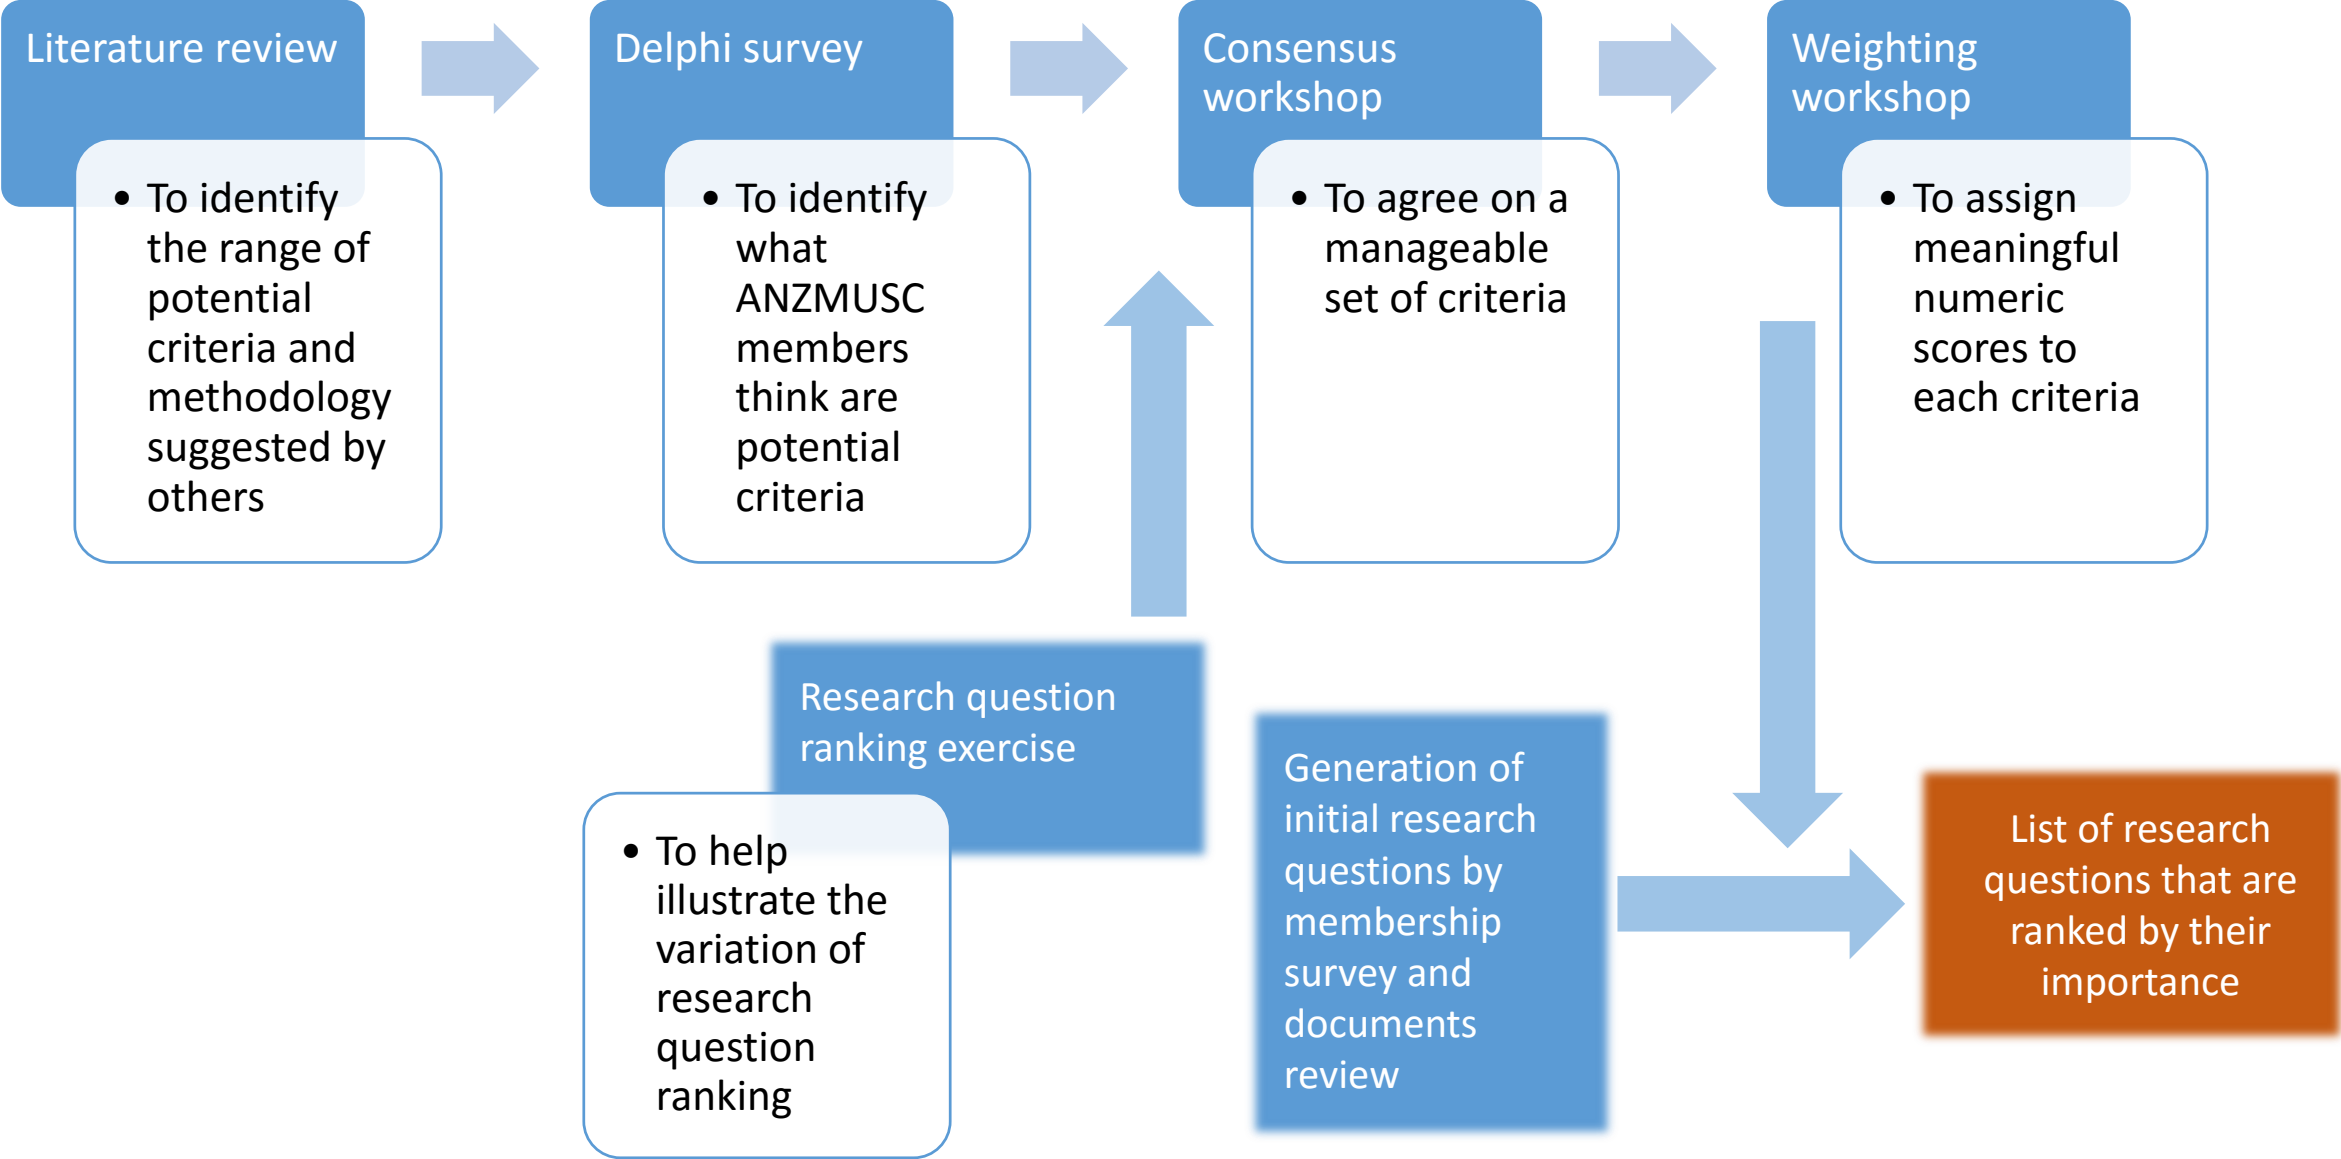 Literature review
• To identify
the range of
potential
criteria and
methodology
suggested by
others
Delphi survey
• To identify
what
ANZMUSC
members
think are
potential
criteria
Consensus
workshop
• To agree on a
manageable
set of criteria
Weighting
workshop
• To assign
meaningful
numeric
scores to
each criteria
Research question
ranking exercise
• To help
illustrate the
variation of
research
question
ranking
Generation of
initial research
questions by
membership
survey and
documents
review
List of research
questions that are
ranked by their
importance